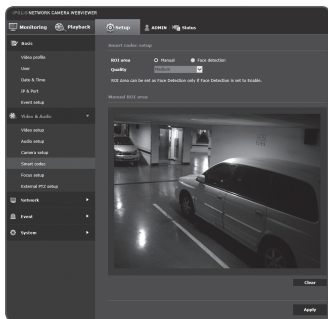 iPOLiS NETWORK CAMERA WEBVIEWER
Monitoring
Playback
Setup
ADMIN
Status
Basic
Video profile
User
Date & Time
IP & Port
Event setup
Video & Audio
Video setup
Audio setup
Camera setup
Smart codec
Focus setup
External PTZ setup
Network
Event
System
Smart codec setup
ROI area
Manual
Face detection
Quality
Medium
ROI Area can be set as Face Detection only if Face Detection is set to Enable.
Manual ROI area
Clear
Apply